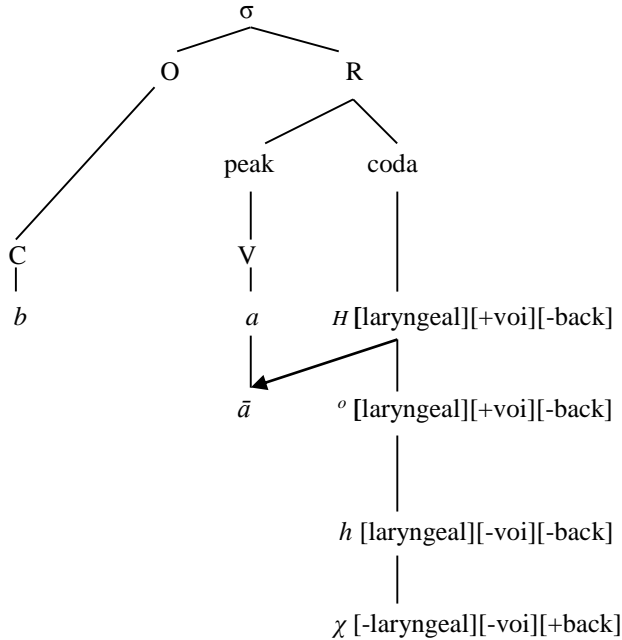 σ
O R
peak coda
C V
b a H [laryngeal][+voi][-back]
ā o [laryngeal][+voi][-back]
h [laryngeal][-voi][-back]
χ [-laryngeal][-voi][+back]